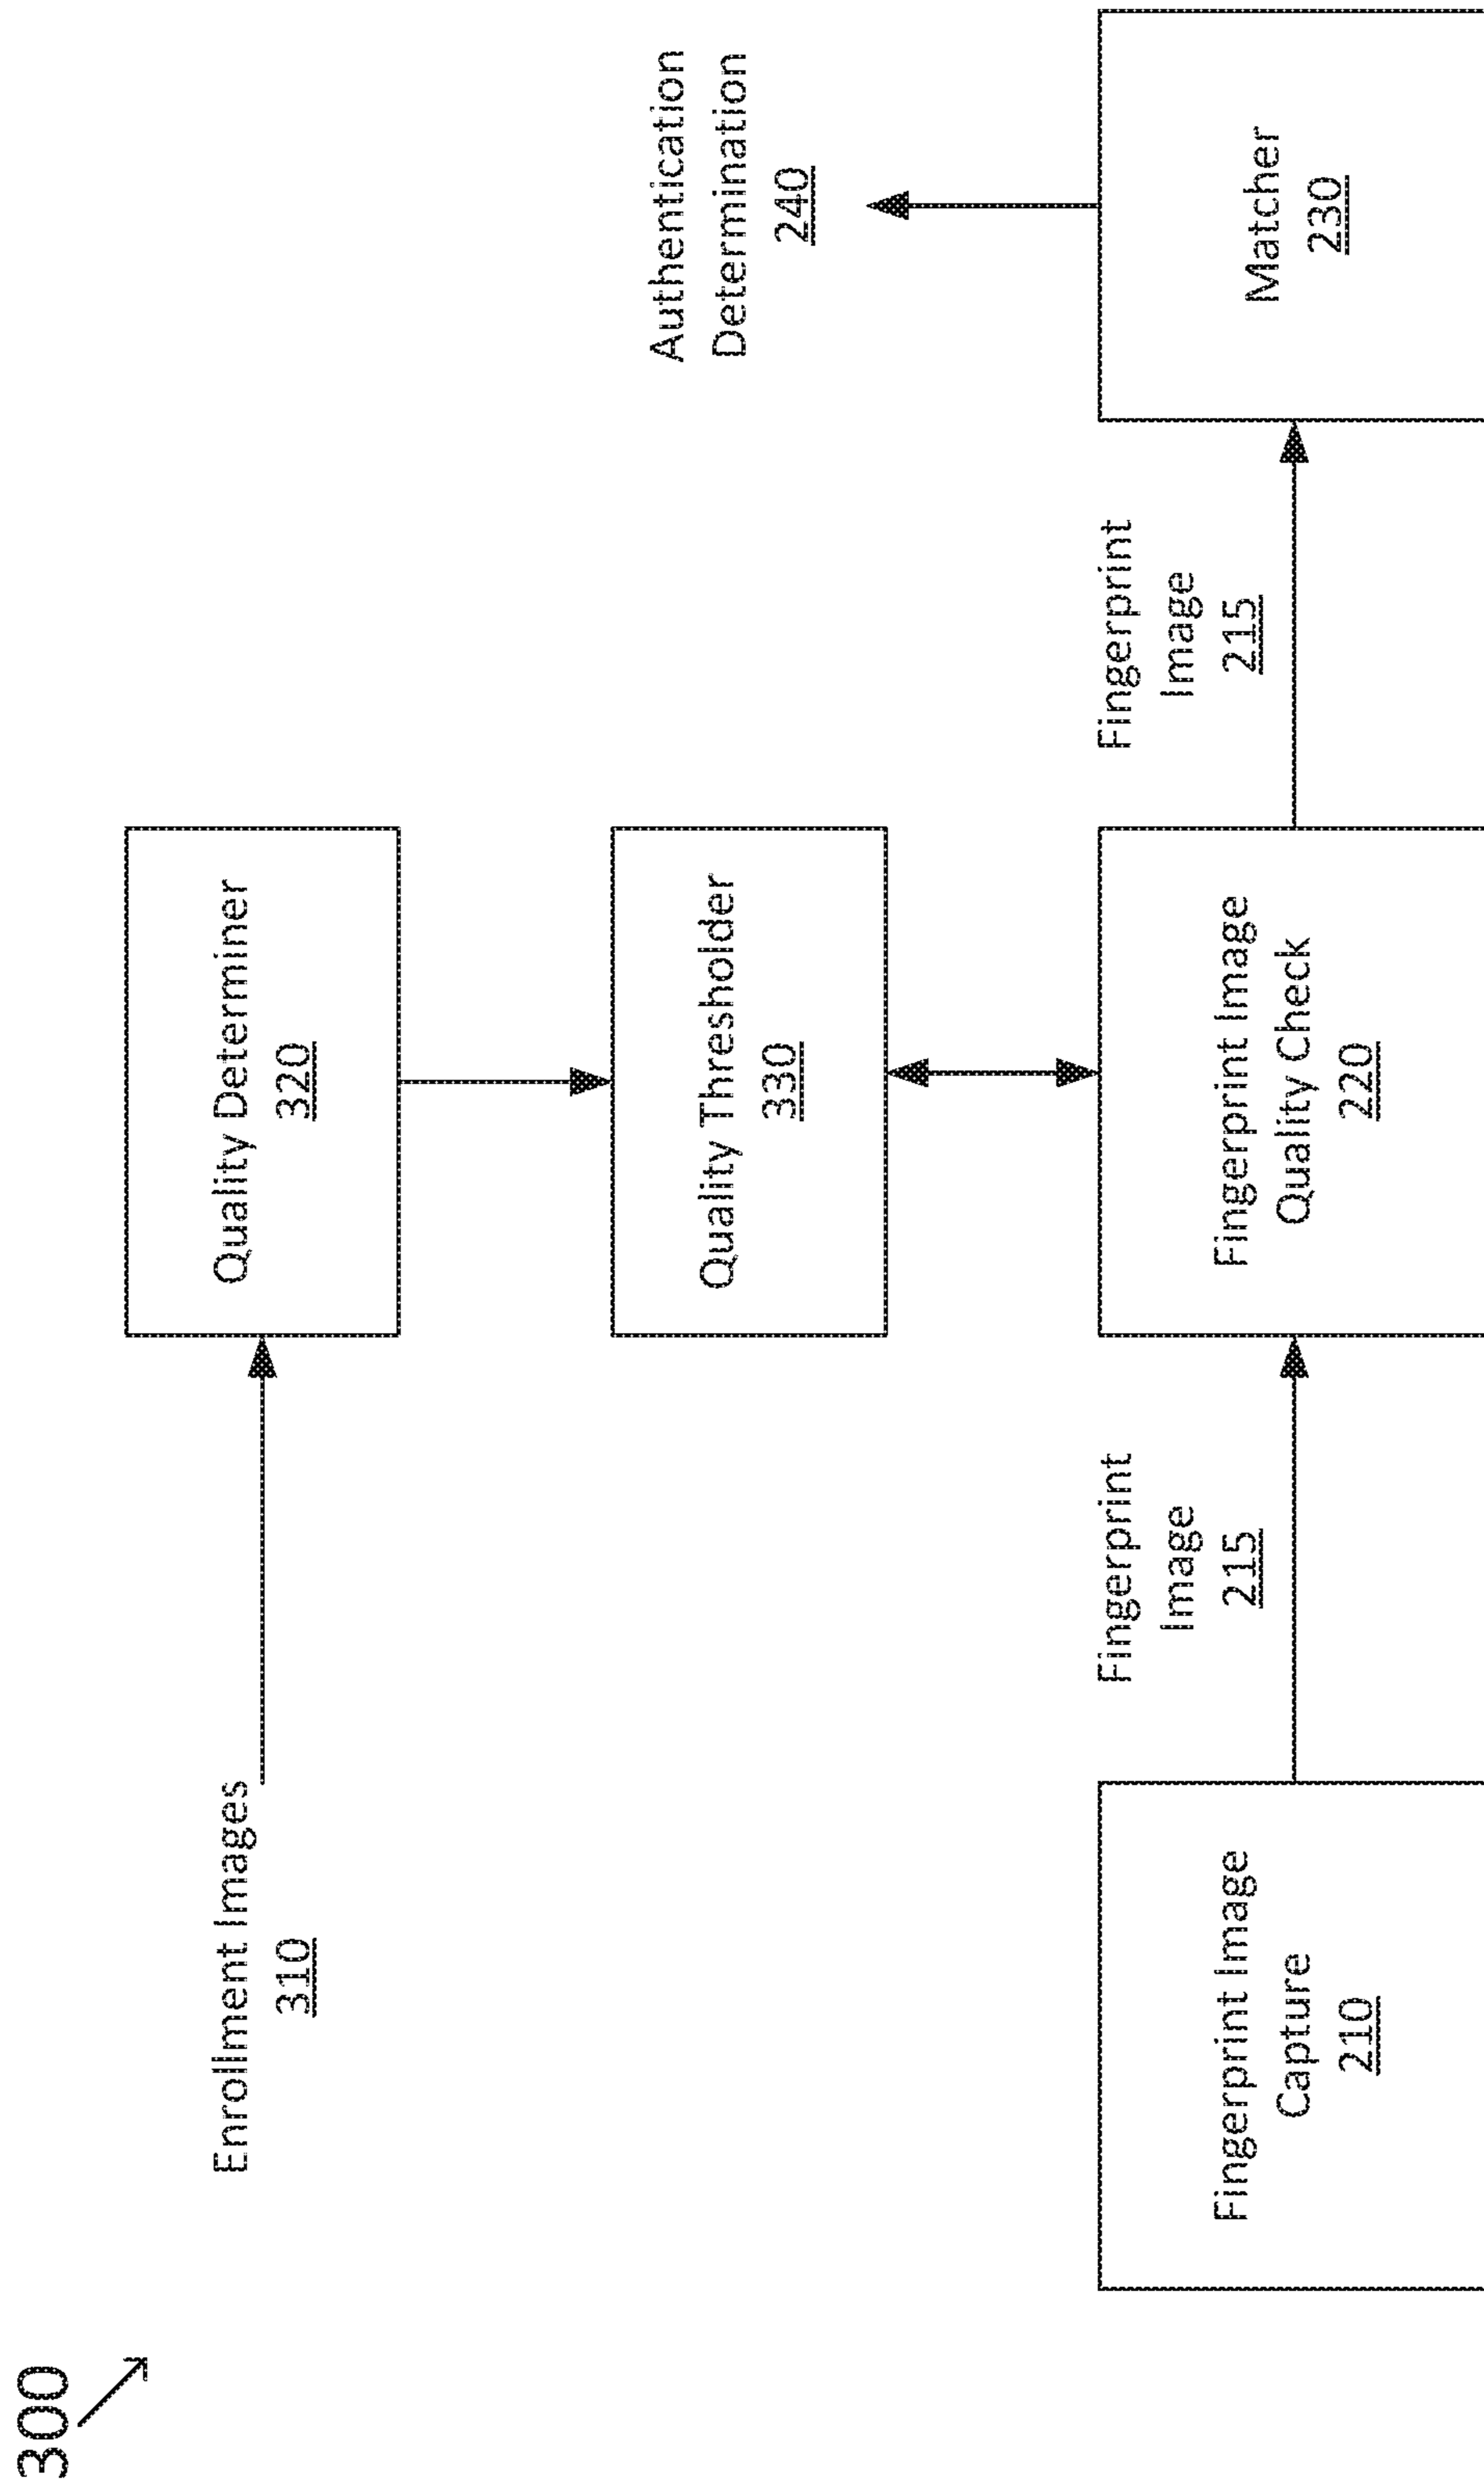 300
Enrollment Images
310
Quality Determiner
320
Quality Thresholder
330
Authentication
Determination
240
Fingerprint Image
Capture
210
Fingerprint
Image
215
Fingerprint Image
Quality Check
220
Fingerprint
Image
215
Matcher
230